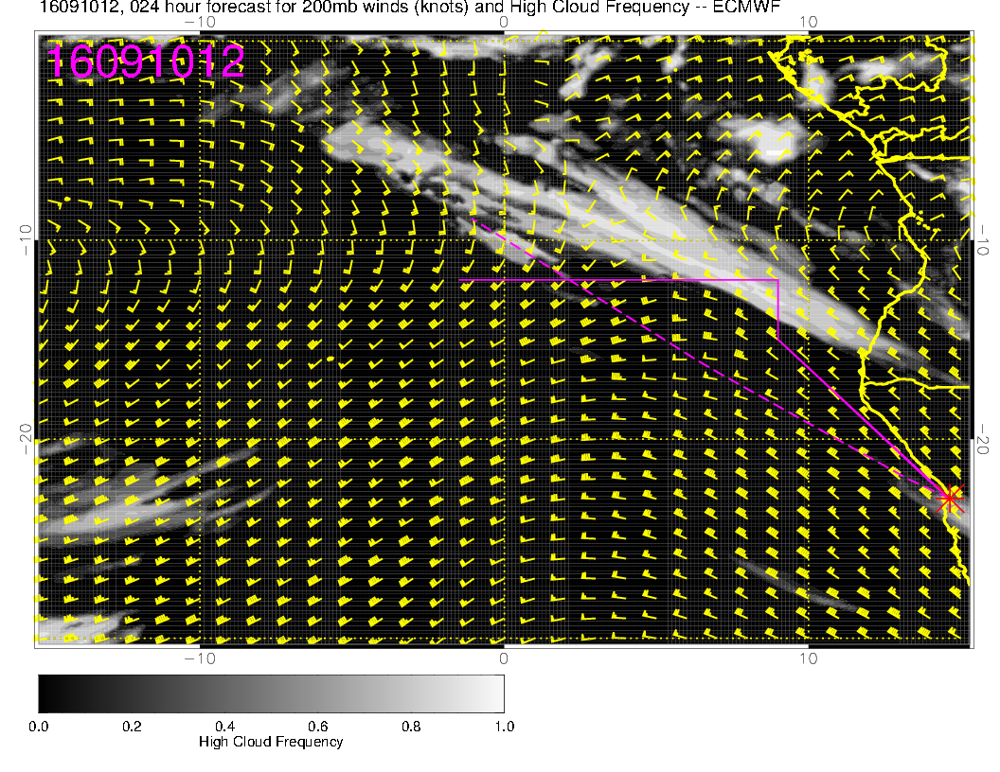 16091012, 024 hour forecast for 200mb winds (knots) and High Cloud Frequency -- ECMWF
−10 0 10
16091012
−10 −10
−20 −20
−10 0 10
0.0 0.2 0.4 0.6 0.8 1.0
High Cloud Frequency